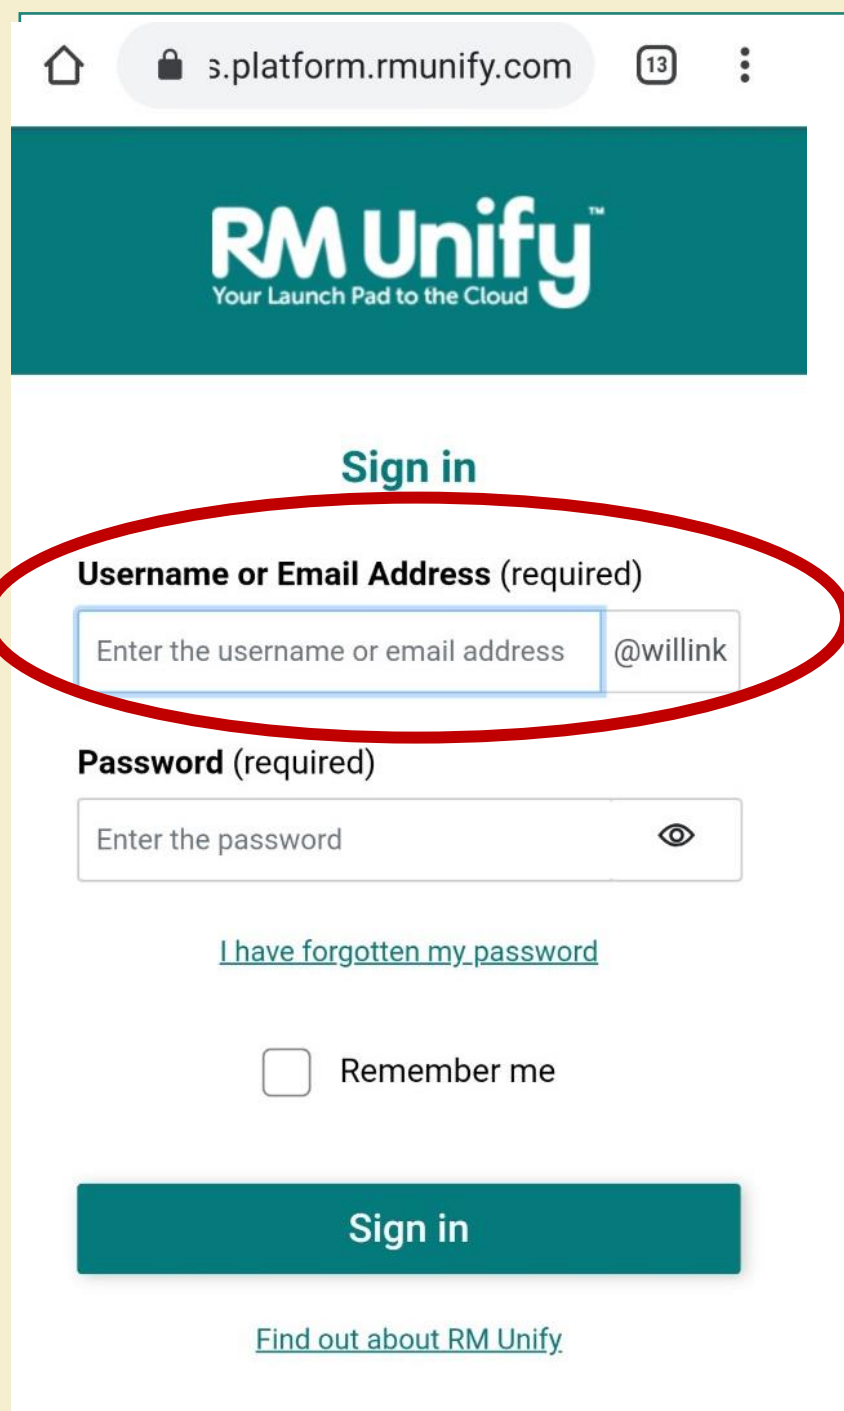 s.platform.rmunify.com 13
RM Unify™
Your Launch Pad to the Cloud
Sign in
Username or Email Address (required)
Enter the username or email address @willink
Password (required)
Enter the password
I have forgotten my password
Remember me
Sign in
Find out about RM Unify